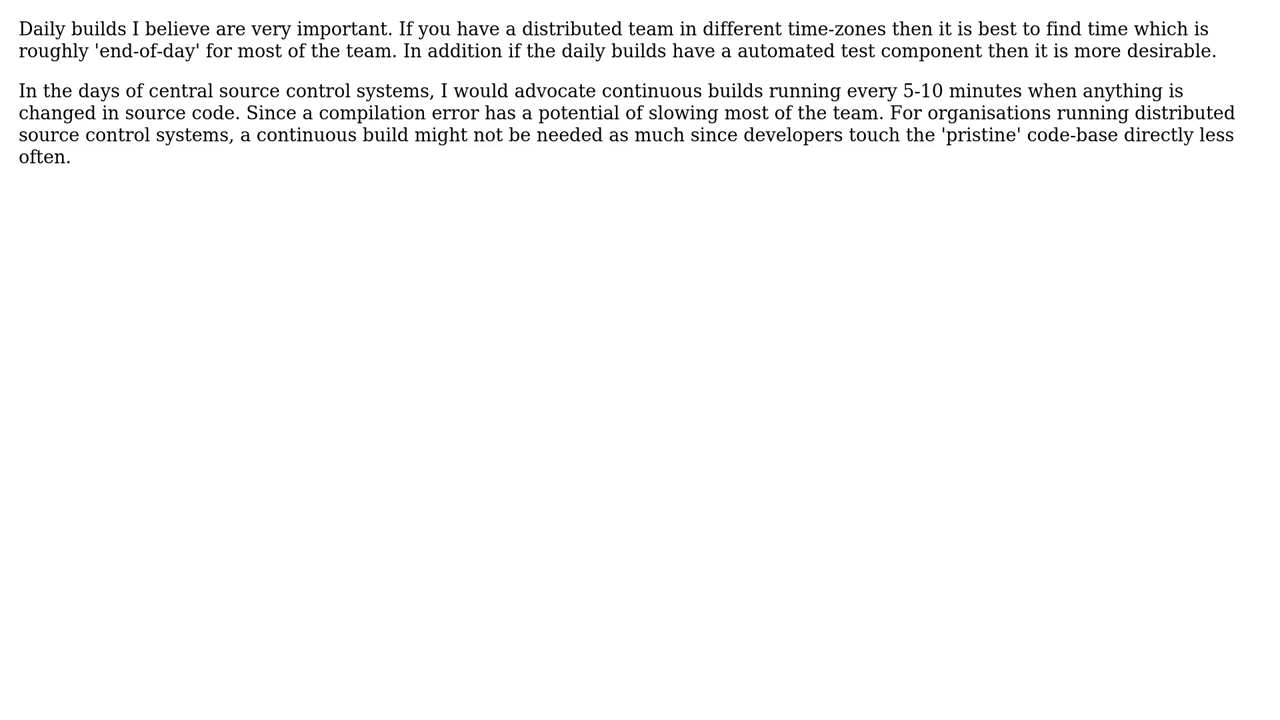 Daily builds I believe are very important. If you have a distributed team in different time-zones then it is best to find time which is
roughly 'end-of-day' for most of the team. In addition if the daily builds have a automated test component then it is more desirable.
In the days of central source control systems, I would advocate continuous builds running every 5-10 minutes when anything is
changed in source code. Since a compilation error has a potential of slowing most of the team. For organisations running distributed
source control systems, a continuous build might not be needed as much since developers touch the 'pristine' code-base directly less
often.